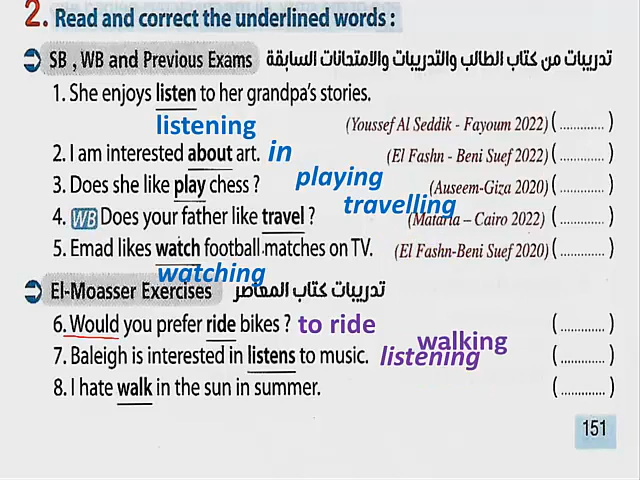 2. Read and correct the underlined words :
SB , WB and Previous Exams تدريبات من كتاب الطالب والتدريبات والامتحانات السابقة
1. She enjoys listen to her grandpa's stories.
listening (Youssef Al Seddik - Fayoum 2022) (.............)
2. I am interested about art. in (El Fashn - Beni Suef 2022) (.............)
3. Does she like play chess ? playing (Auseem-Giza 2020) (.............)
4. WB Does your father like travel ? travelling (Mataria – Cairo 2022) (.............)
5. Emad likes watch football matches on TV. (El Fashn-Beni Suef 2020) (.............)
watching
El-Moasser Exercises تدريبات كتاب المعاصر
6. Would you prefer ride bikes ? to ride (.............)
7. Baleigh is interested in listens to music. listening (.............)
walking
8. I hate walk in the sun in summer. (.............)
151